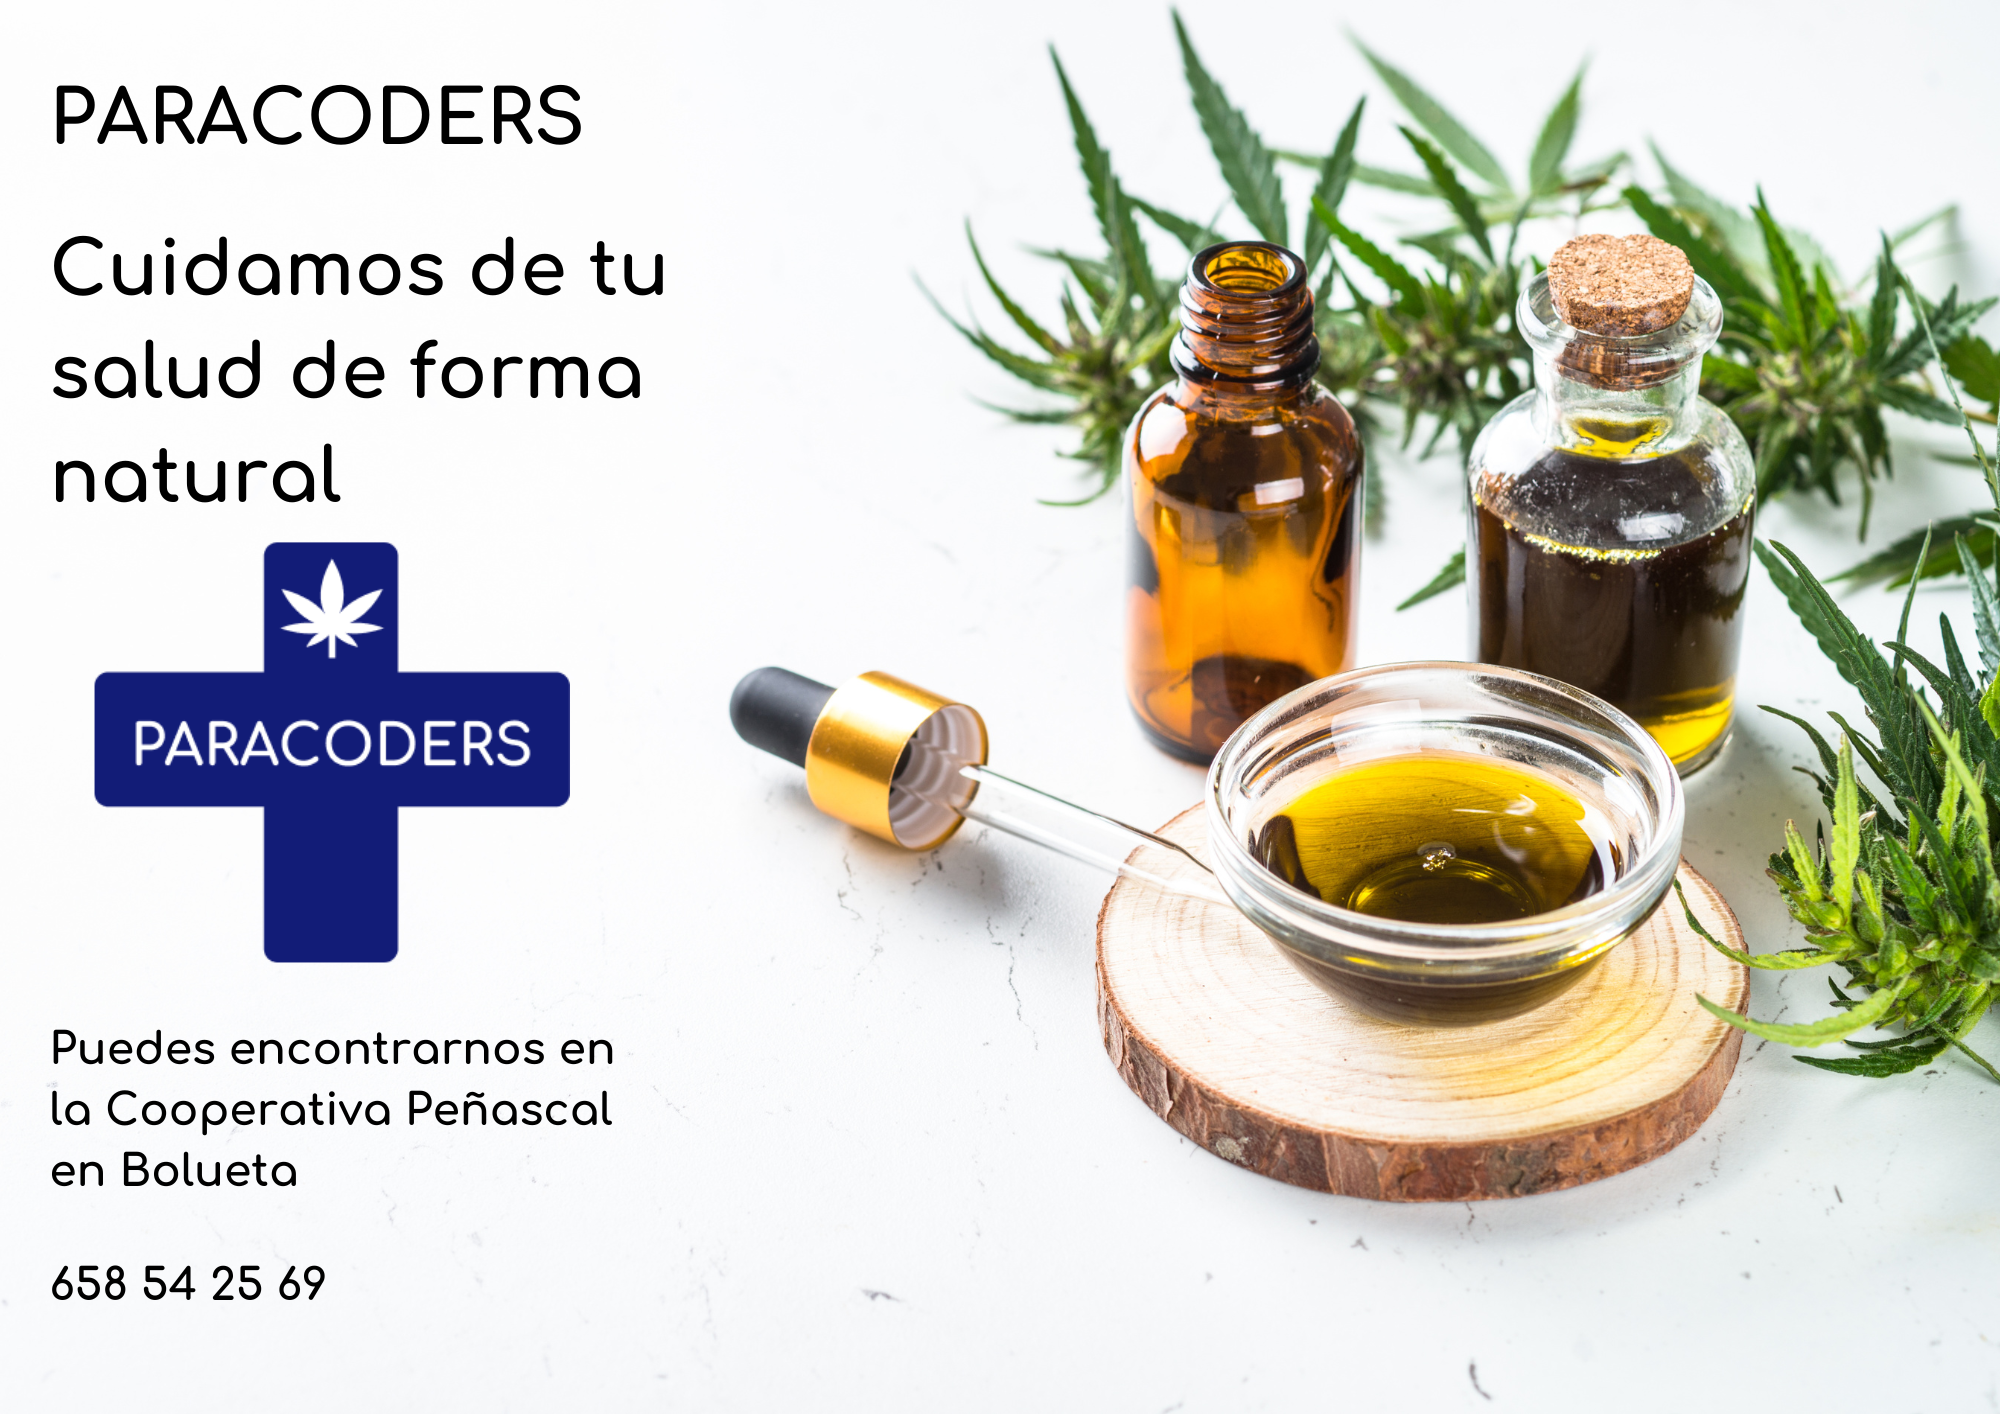 PARACODERS
Cuidamos de tu
salud de forma
natural
PARACODERS
Puedes encontrarnos en
la Cooperativa Peñascal
en Bolueta
658 54 25 69